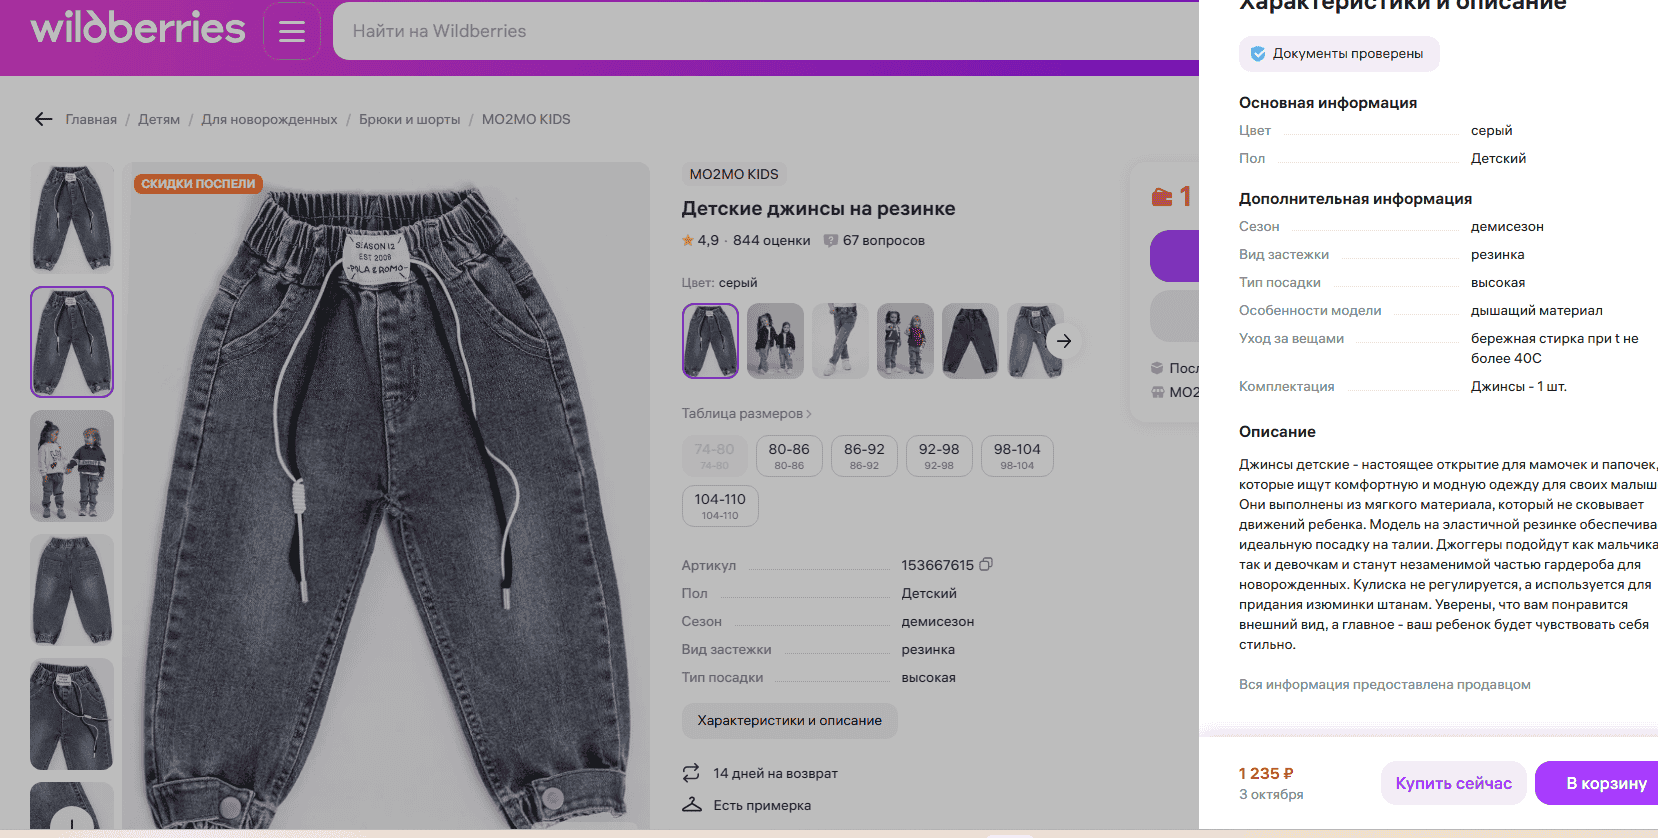 wildberries
Найти на Wildberries
Главная / Детям / Для новорожденных / Брюки и шорты / MO2MO KIDS
СКИДКИ ПОСПЕЛИ
SEASON 12
EST 2008
-PALA & ROMO-
MO2MO KIDS
Детские джинсы на резинке
4,9 · 844 оценки 67 вопросов
Цвет: серый
Таблица размеров
74-80
74-80
80-86
80-86
86-92
86-92
92-98
92-98
98-104
98-104
104-110
104-110
Артикул 153667615
Пол Детский
Сезон демисезон
Вид застежки резинка
Тип посадки высокая
Характеристики и описание
14 дней на возврат
Есть примерка
1
Посл
MO2
Характеристики и описание
Документы проверены
Основная информация
Цвет серый
Пол Детский
Дополнительная информация
Сезон демисезон
Вид застежки резинка
Тип посадки высокая
Особенности модели дышащий материал
Уход за вещами бережная стирка при t не
более 40С
Комплектация Джинсы - 1 шт.
Описание
Джинсы детские - настоящее открытие для мамочек и папочек,
которые ищут комфортную и модную одежду для своих малыш
Они выполнены из мягкого материала, который не сковывает
движений ребенка. Модель на эластичной резинке обеспечива
идеальную посадку на талии. Джоггеры подойдут как мальчика
так и девочкам и станут незаменимой частью гардероба для
новорожденных. Кулиска не регулируется, а используется для
придания изюминки штанам. Уверены, что вам понравится
внешний вид, а главное - ваш ребенок будет чувствовать себя
стильно.
Вся информация предоставлена продавцом
1 235 ₽
3 октября
Купить сейчас
В корзину